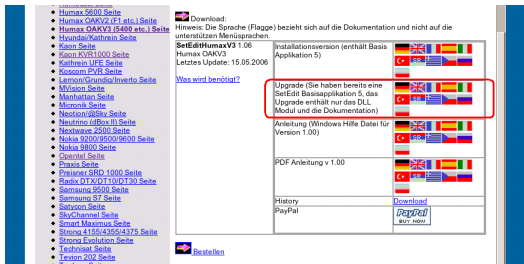 Humax 5600 Seite
Humax OAKV2 (F1 etc.) Seite
Humax OAKV3 (5400 etc.) Seite
Hyundai/Kathrein Seite
Kaon Seite
Kaon KVR1000 Seite
Kathrein UFE Seite
Koscom PVR Seite
Lemon/Grundig/Inverto Seite
MVision Seite
Manhattan Seite
Micronik Seite
Neotion/@Sky Seite
Neutrino (dBox II) Seite
Nextwave 2500 Seite
Nokia 9200/9500/9600 Seite
Nokia 9800 Seite
Opentel Seite
Praxis Seite
Preisner SRD 1000 Seite
Radix DTX/DT10/DT30 Seite
Samsung 9500 Seite
Samsung S7 Seite
Satycon Seite
SkyChannel Seite
Smart Maximus Seite
Strong 4155/4355/4375 Seite
Strong Evolution Seite
Technisat Seite
Tevion 202 Seite
Download:
Hinweis: Die Sprache (Flagge) bezieht sich auf die Dokumentation und nicht auf die
unterstützen Menüsprachen.
SetEditHumaxV3 1.06
Humax OAKV3
Letzes Update: 15.05.2006
Was wird benötigt?
Installationsversion (enthält Basis
Applikation 5)
Upgrade (Sie haben bereits eine
SetEdit Basisapplikation 5, das
Upgrade enthält nur das DLL
Modul und die Dokumentation)
Anleitung (Windows Hilfe Datei für
Version 1.00)
PDF Anleitung v 1.00
History
Download
PayPal
PayPal
BUY NOW
Bestellen